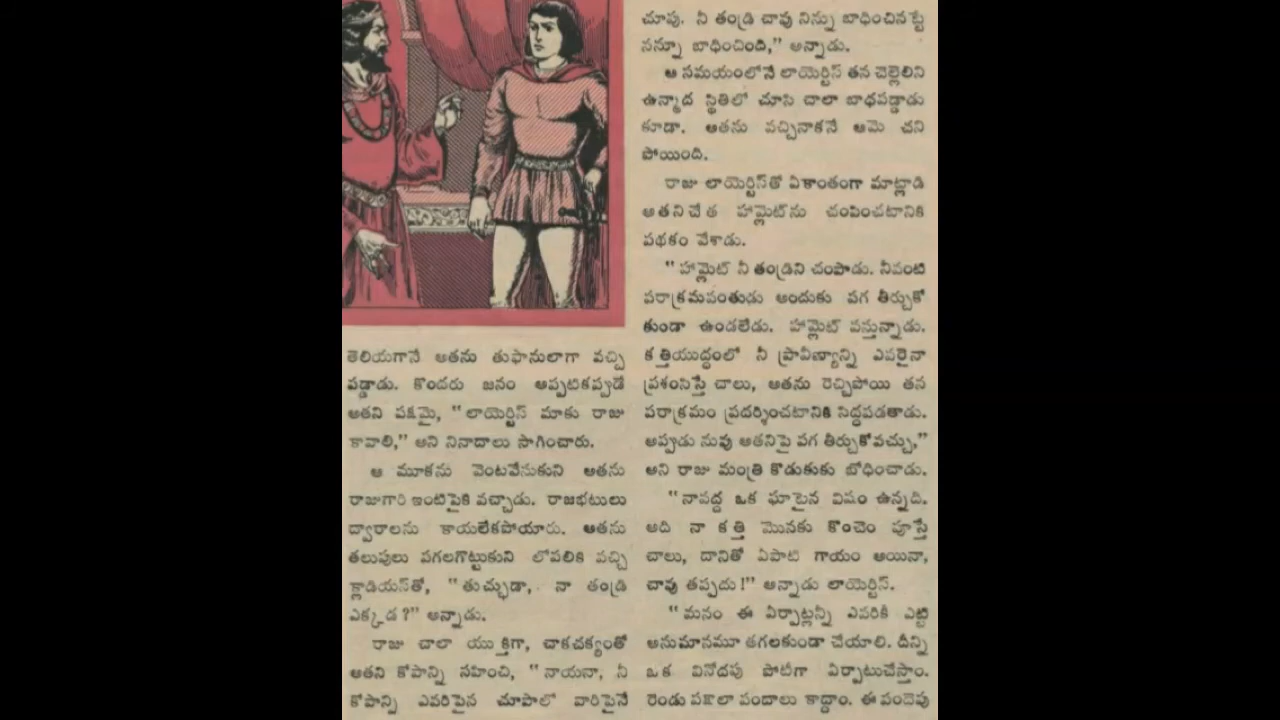 తెలియగానే అతను తుఫానులాగా వచ్చి
పడ్డాడు. కొందరు జనం అప్పటికప్పుడే
అతని పక్షమై, "లాయెర్టిస్ మాకు రాజు
కావాలి," అని నినాదాలు సాగించారు.
ఆ మూకను వెంటవేసుకుని అతను
రాజుగారి ఇంటిపైకి వచ్చాడు. రాజభటులు
ద్వారాలను కాయలేకపోయారు. అతను
తలుపులు పగలగొట్టుకుని లోపలికి వచ్చి
క్లాడియస్‌తో, "తుచ్ఛుడా, నా తండ్రి
ఎక్కడ?" అన్నాడు.
రాజు చాలా యుక్తిగా, చాకచక్యంతో
అతని కోపాన్ని సహించి, "నాయనా, నీ
కోపాన్ని ఎవరిపైన చూపాలో వారిపైనే
చూపు. నీ తండ్రి చావు నిన్ను బాధించినట్టే
నన్నూ బాధించింది," అన్నాడు.
ఆ సమయంలోనే లాయెర్టిస్ తన చెల్లెలిని
ఉన్మాద స్థితిలో చూసి చాలా బాధపడ్డాడు
కూడా. అతను వచ్చినాకనే ఆమె చని
పోయింది.
రాజు లాయెర్టిస్‌తో ఏకాంతంగా మాట్లాడి
అతనిచేత హామ్లెట్‌ను చంపించటానికి
పథకం వేశాడు.
"హామ్లెట్ నీ తండ్రిని చంపాడు. నీవంటి
పరాక్రమవంతుడు అందుకు పగ తీర్చుకో
కుండా ఉండలేడు. హామ్లెట్ వస్తున్నాడు.
కత్తియుద్ధంలో నీ ప్రావీణ్యాన్ని ఎవరైనా
ప్రశంసిస్తే చాలు, అతను రెచ్చిపోయి తన
పరాక్రమం ప్రదర్శించటానికి సిద్ధపడతాడు.
అప్పుడు నువు అతనిపై పగ తీర్చుకోవచ్చు,"
అని రాజు మంత్రి కొడుకుకు బోధించాడు.
"నావద్ద ఒక ఘాటైన విషం ఉన్నది.
అది నా కత్తి మొనకు కొంచెం పూస్తే
చాలు, దానితో ఏపాటి గాయం అయినా,
చావు తప్పదు!" అన్నాడు లాయెర్టిస్.
"మనం ఈ ఏర్పాట్లన్నీ ఎవరికీ ఎట్టి
అనుమానమూ తగలకుండా చేయాలి. దీన్ని
ఒక వినోదపు పోటీగా ఏర్పాటుచేస్తాం.
రెండు పక్షాలా పందాలు కాద్దాం. ఈ పందెపు